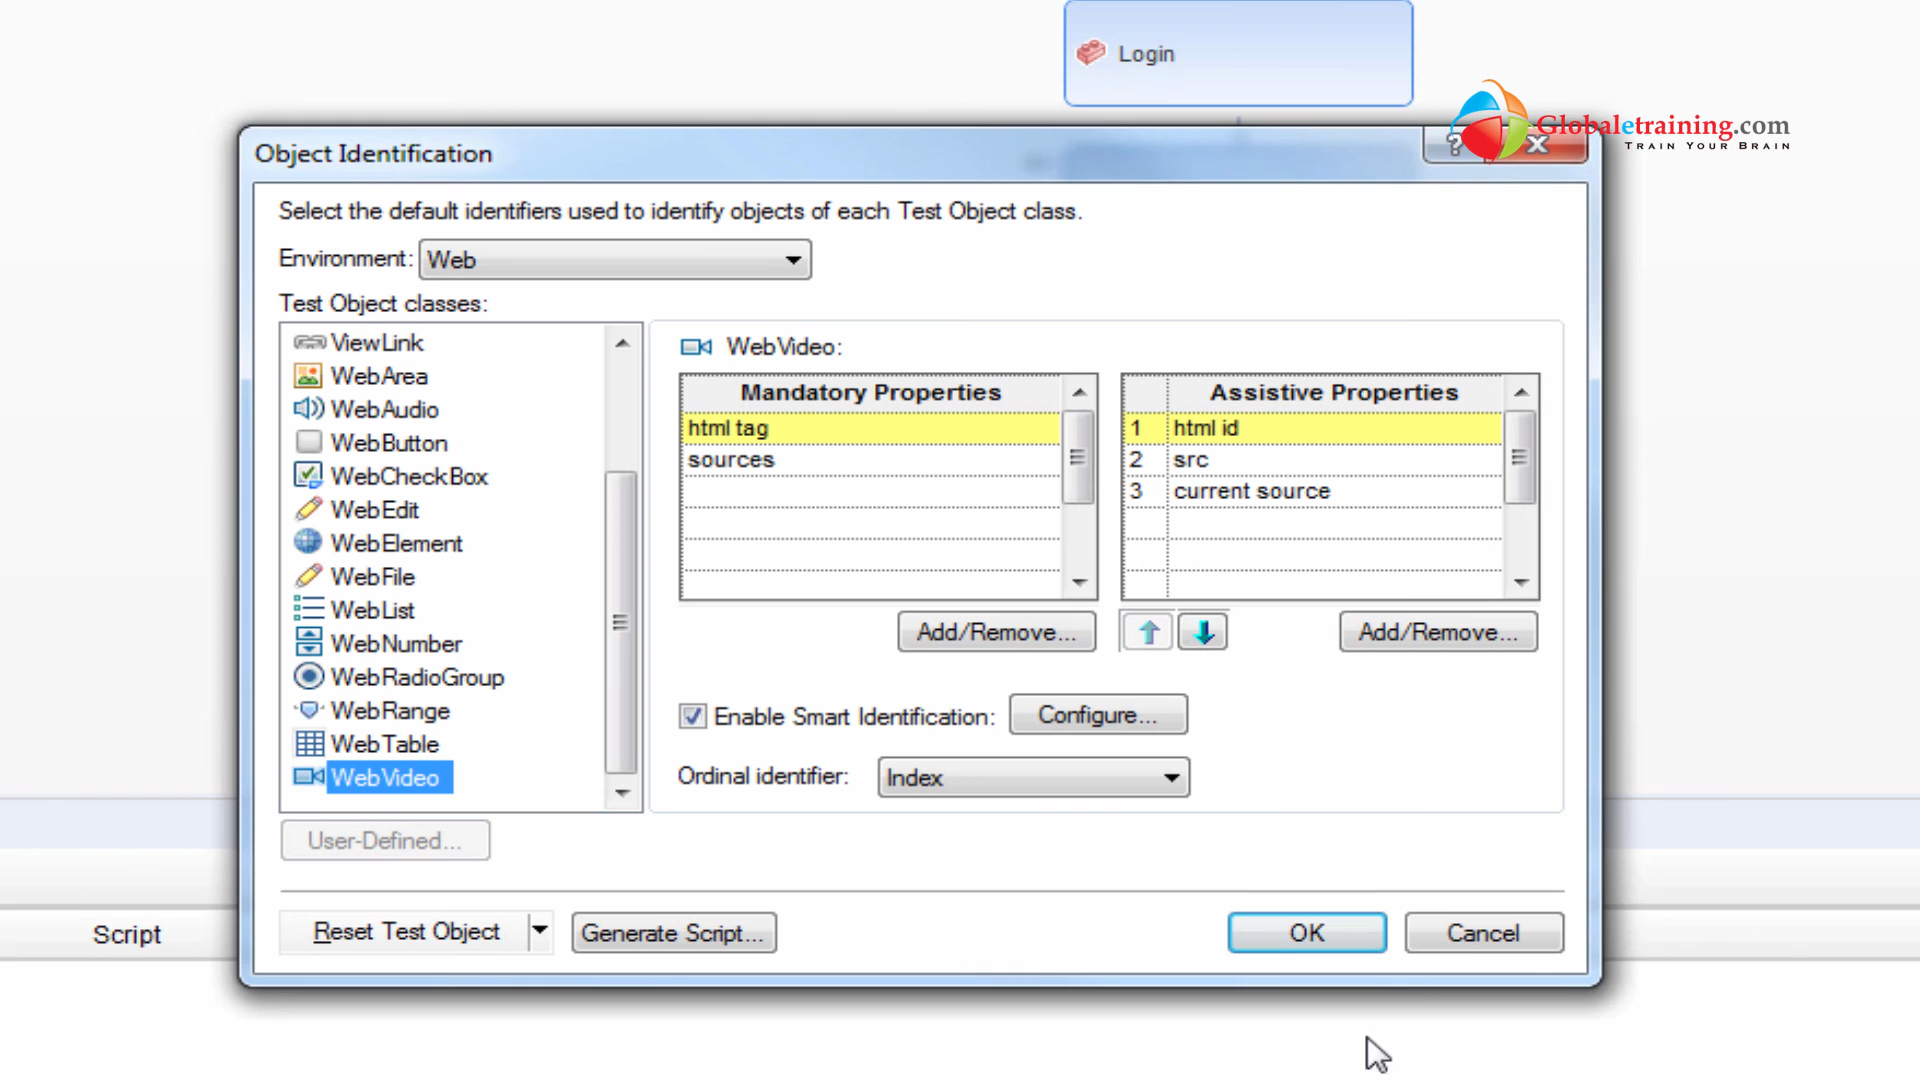 Login
Globaletraining.com
TRAIN YOUR BRAIN
Object Identification
Select the default identifiers used to identify objects of each Test Object class.
Environment: Web
Test Object classes:
ViewLink
WebArea
WebAudio
WebButton
WebCheckBox
WebEdit
WebElement
WebFile
WebList
WebNumber
WebRadioGroup
WebRange
WebTable
WebVideo
User-Defined...
WebVideo:
Mandatory Properties
html tag
sources
Add/Remove...
Assistive Properties
1 html id
2 src
3 current source
Add/Remove...
Enable Smart Identification: Configure...
Ordinal identifier: Index
Reset Test Object Generate Script... OK Cancel
Script